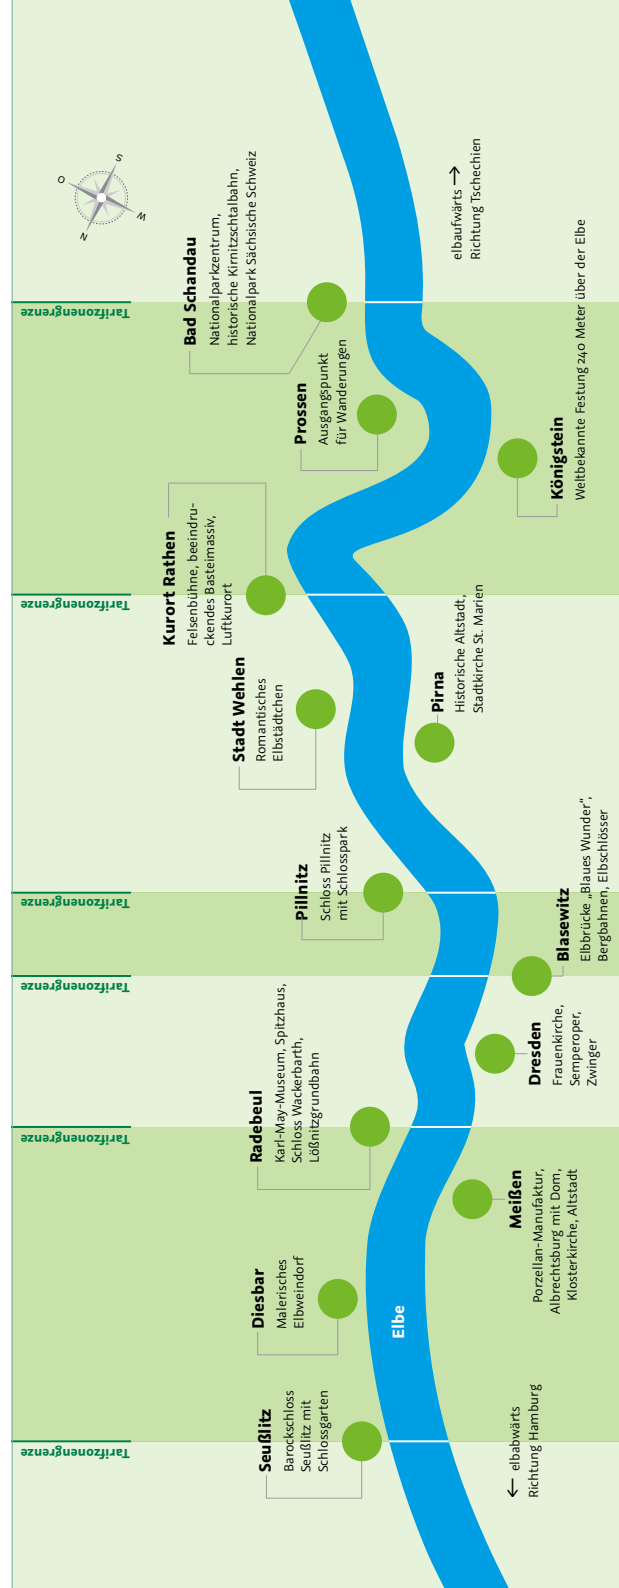 Tarifzonengrenze
Tarifzonengrenze
Tarifzonengrenze
Tarifzonengrenze
Tarifzonengrenze
Tarifzonengrenze
Seußlitz
Barockschloss
Seußlitz mit
Schlossgarten
Diesbar
Malerisches
Elbweindorf
Radebeul
Karl-May-Museum, Spitzhaus,
Schloss Wackerbarth,
Lößnitzgrundbahn
Pillnitz
Schloss Pillnitz
mit Schlosspark
Stadt Wehlen
Romantisches
Elbstädtchen
Kurort Rathen
Felsenbühne, beeindru-
ckendes Basteimassiv,
Luftkurort
Prossen
Ausgangspunkt
für Wanderungen
Bad Schandau
Nationalparkzentrum,
historische Kirnitzschtalbahn,
Nationalpark Sächsische Schweiz
N
O
S
W
Elbe
← elbabwärts
Richtung Hamburg
Meißen
Porzellan-Manufaktur,
Albrechtsburg mit Dom,
Klosterkirche, Altstadt
Dresden
Frauenkirche,
Semperoper,
Zwinger
Blasewitz
Elbbrücke „Blaues Wunder“,
Bergbahnen, Elbschlösser
Pirna
Historische Altstadt,
Stadtkirche St. Marien
Königstein
Weltbekannte Festung 240 Meter über der Elbe
elbaufwärts →
Richtung Tschechien